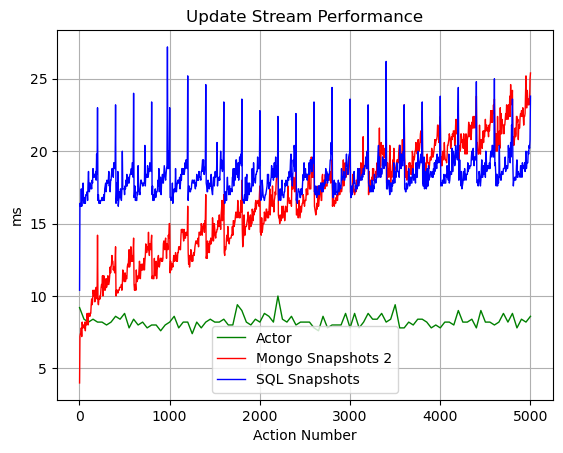 Update Stream Performance
25
20
15
10
5
ms
0
1000
2000
3000
4000
5000
Action Number
Actor
Mongo Snapshots 2
SQL Snapshots